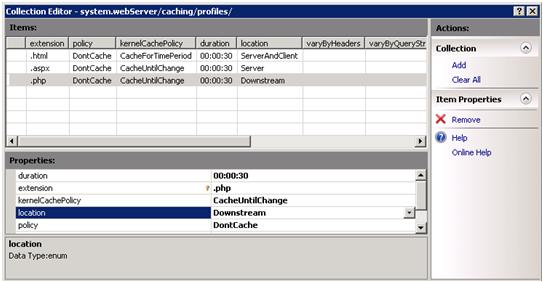 Collection Editor - system.webServer/caching/profiles/
Items:
extension policy kernelCachePolicy duration location varyByHeaders varyByQueryStr
.html DontCache CacheForTimePeriod 00:00:30 ServerAndClient
.aspx DontCache CacheUntilChange 00:00:30 Server
.php DontCache CacheUntilChange 00:00:30 Downstream
Properties:
duration 00:00:30
extension .php
kernelCachePolicy CacheUntilChange
location Downstream
policy DontCache
location
Data Type:enum
Actions:
Collection
Add
Clear All
Item Properties
Remove
Help
Online Help